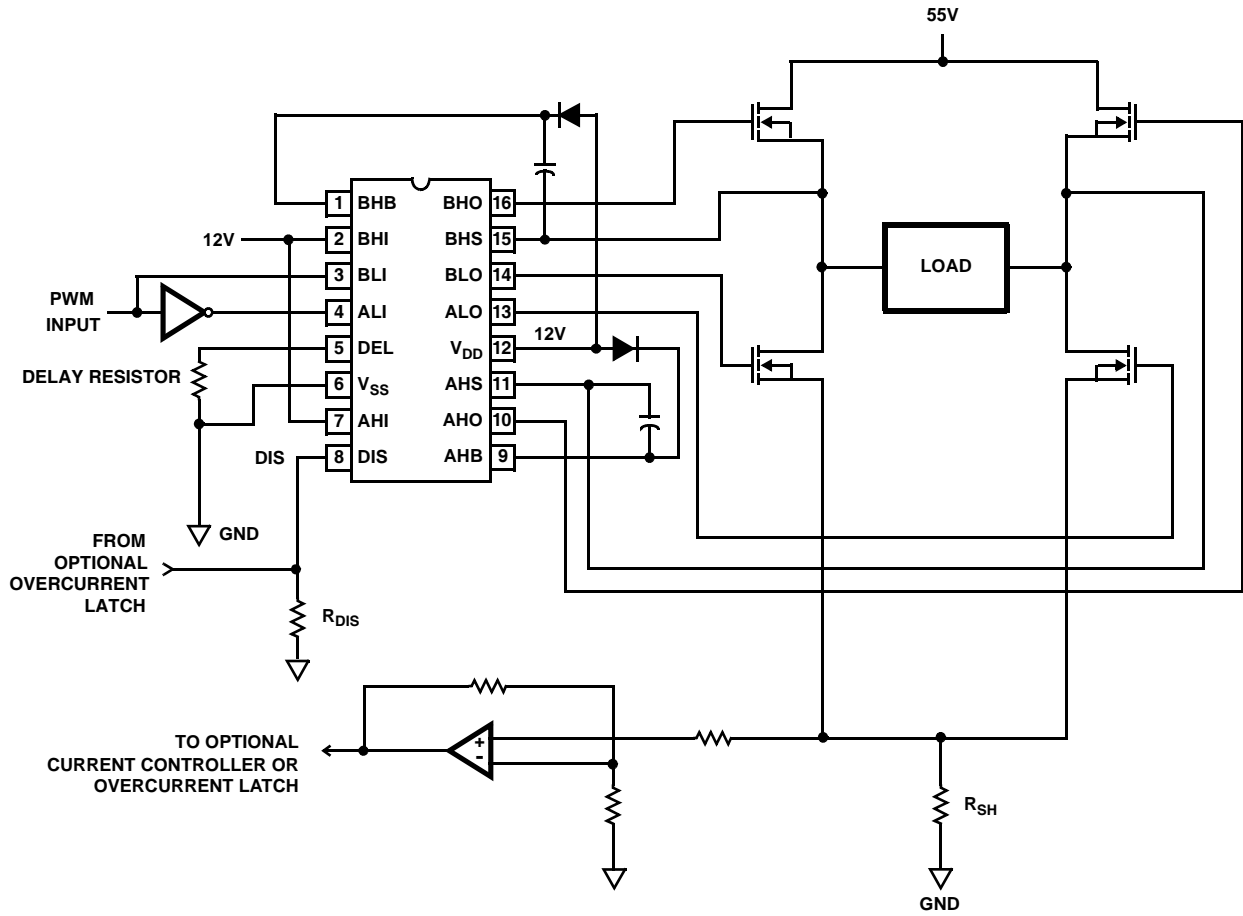 55V
1 BHB BHO 16
12V 2 BHI BHS 15
3 BLI BLO 14
PWM
INPUT
4 ALI ALO 13
12V
5 DEL VDD 12
DELAY RESISTOR
6 VSS AHS 11
7 AHI AHO 10
DIS 8 DIS AHB 9
LOAD
GND
FROM
OPTIONAL
OVERCURRENT
LATCH
RDIS
TO OPTIONAL
CURRENT CONTROLLER OR
OVERCURRENT LATCH
+
-
RSH
GND